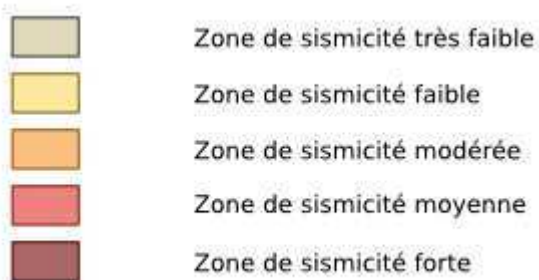 Zone de sismicité très faible
Zone de sismicité faible
Zone de sismicité modérée
Zone de sismicité moyenne
Zone de sismicité forte